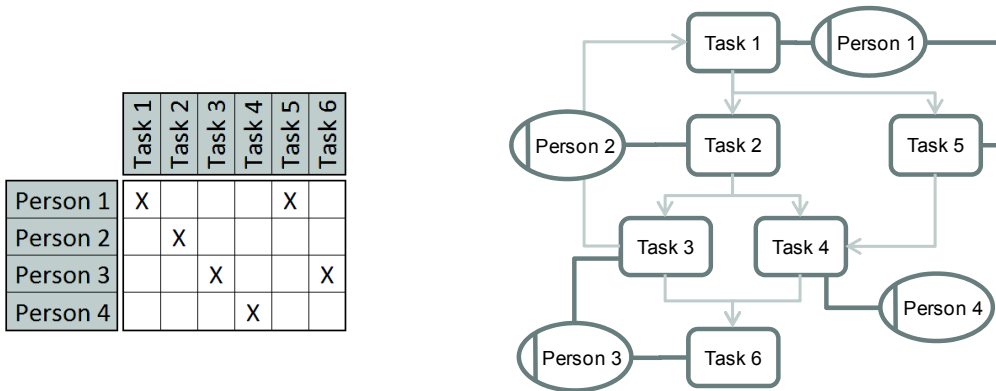 Task 1
Task 2
Task 3
Task 4
Task 5
Task 6
Person 1 X X
Person 2 X
Person 3 X X
Person 4 X
Task 1
Person 1
Person 2
Task 2
Task 5
Task 3
Task 4
Person 4
Person 3
Task 6